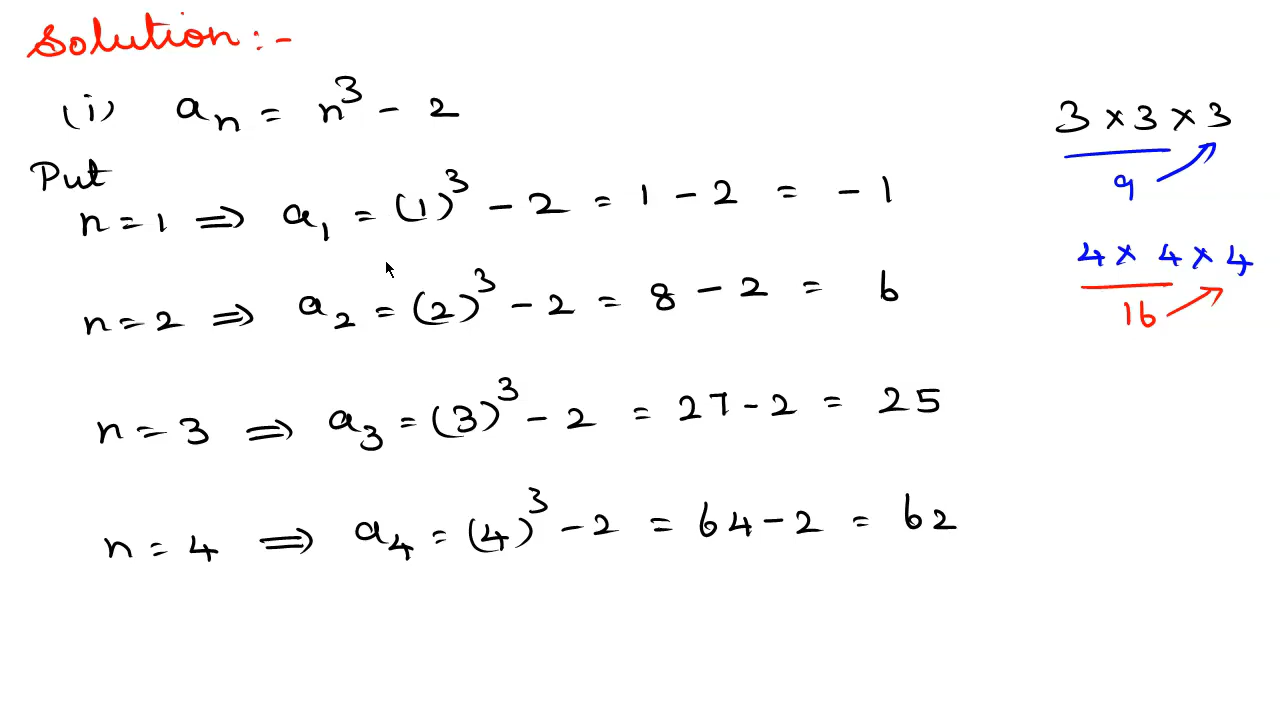 Solution :-
(i) aₙ = n³ - 2
Put
n = 1 ⇒ a₁ = (1)³ - 2 = 1 - 2 = - 1
n = 2 ⇒ a₂ = (2)³ - 2 = 8 - 2 = 6
n = 3 ⇒ a₃ = (3)³ - 2 = 27 - 2 = 25
n = 4 ⇒ a₄ = (4)³ - 2 = 64 - 2 = 62
3 × 3 × 3
9
4 × 4 × 4
16